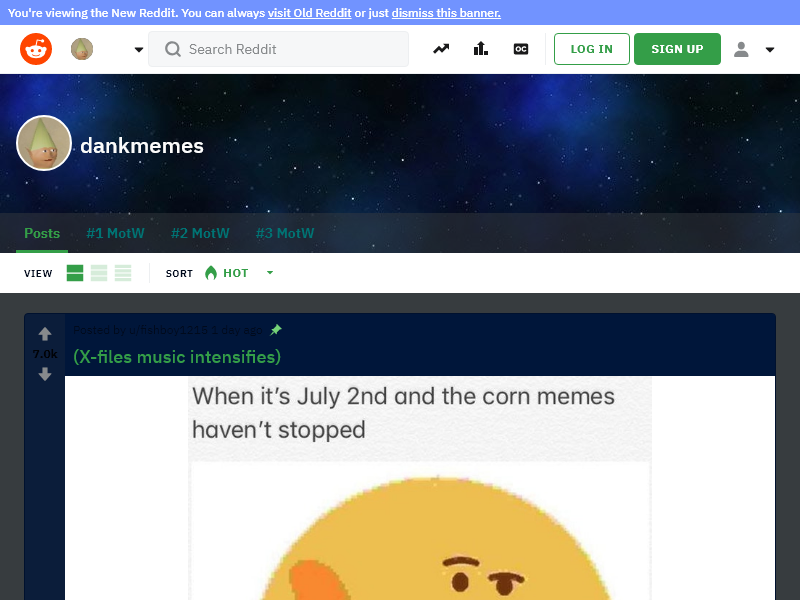 You're viewing the New Reddit. You can always visit Old Reddit or just dismiss this banner.
Search Reddit
OC
LOG IN
SIGN UP
dankmemes
Posts
#1 MotW
#2 MotW
#3 MotW
VIEW
SORT
HOT
Posted by u/fishboy1215 1 day ago
7.0k
(X-files music intensifies)
When it's July 2nd and the corn memes
haven't stopped